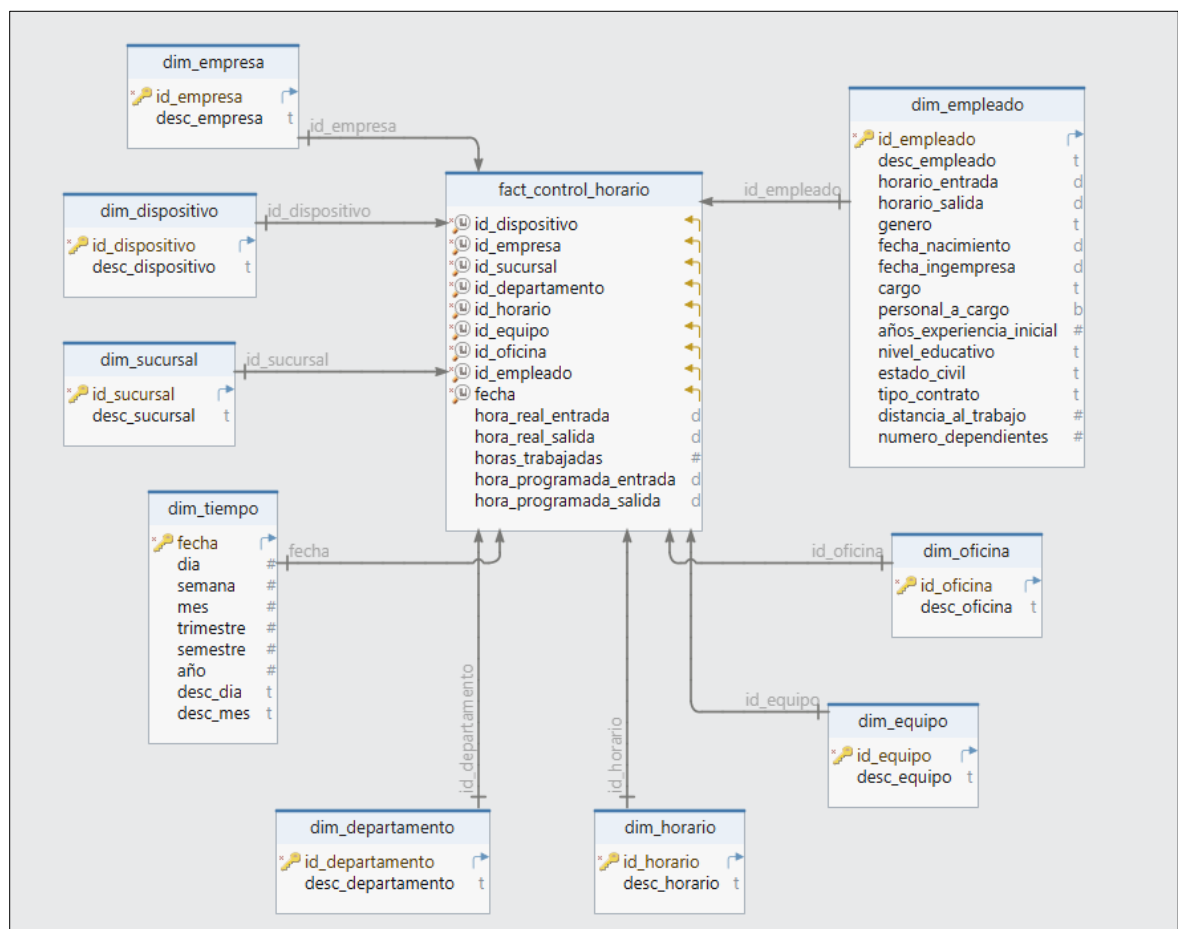 dim_empresa
id_empresa
desc_empresa t
id_empresa
dim_dispositivo
id_dispositivo
desc_dispositivo t
id_dispositivo
dim_sucursal
id_sucursal
desc_sucursal t
id_sucursal
fact_control_horario
id_dispositivo
id_empresa
id_sucursal
id_departamento
id_horario
id_equipo
id_oficina
id_empleado
fecha
hora_real_entrada d
hora_real_salida d
horas_trabajadas #
hora_programada_entrada d
hora_programada_salida d
id_empleado
dim_empleado
id_empleado
desc_empleado t
horario_entrada d
horario_salida d
genero t
fecha_nacimiento d
fecha_ingempresa d
cargo t
personal_a_cargo b
años_experiencia_inicial #
nivel_educativo t
estado_civil t
tipo_contrato t
distancia_al_trabajo #
numero_dependientes #
dim_tiempo
fecha
dia #
semana #
mes #
trimestre #
semestre #
año #
desc_dia t
desc_mes t
fecha
id_oficina
dim_oficina
id_oficina
desc_oficina t
id_equipo
dim_equipo
id_equipo
desc_equipo t
id_departamento
dim_departamento
id_departamento
desc_departamento t
id_horario
dim_horario
id_horario
desc_horario t